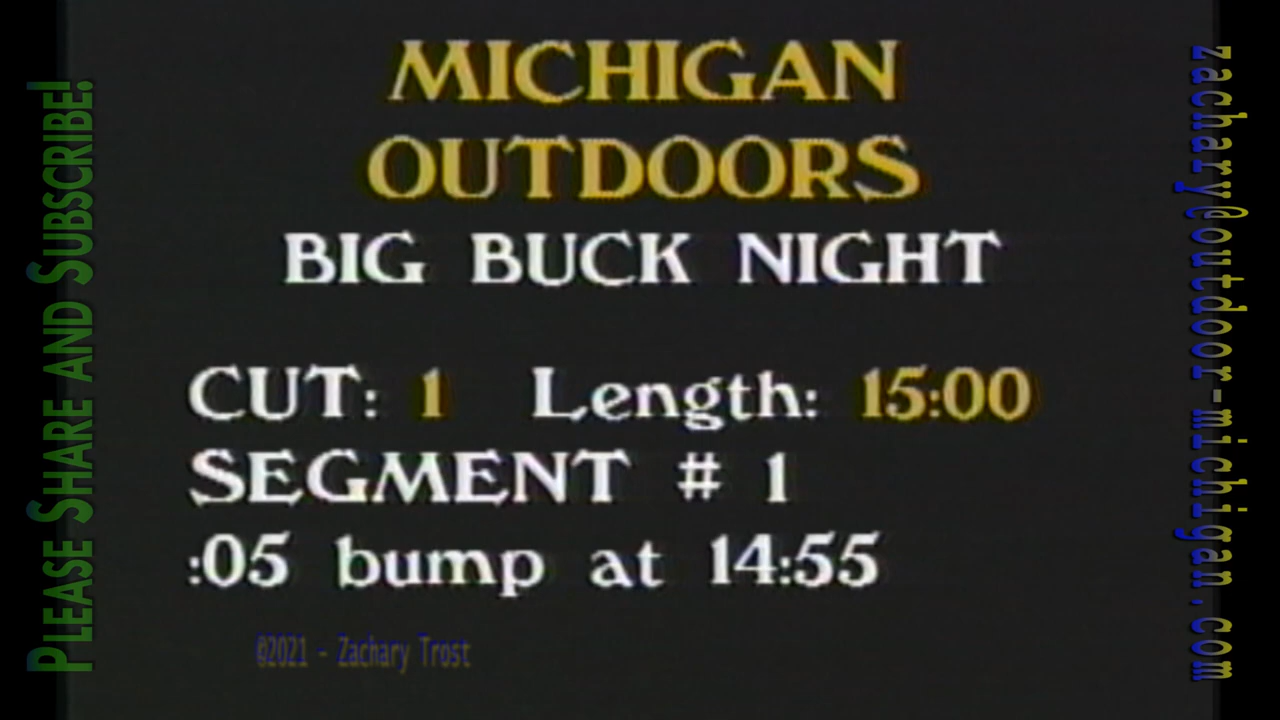 MICHIGAN
OUTDOORS
BIG BUCK NIGHT
CUT: 1 Length: 15:00
SEGMENT # 1
:05 bump at 14:55
©2021 - Zachary Trost
Please Share and Subscribe!
zachary@outdoor-michigan.com